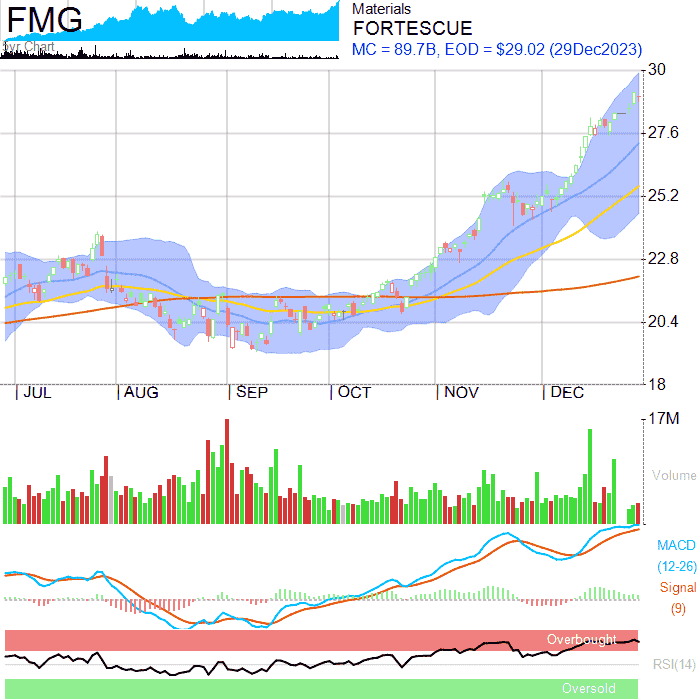 FMG
5yr Chart
Materials
FORTESCUE
MC = 89.7B, EOD = $29.02 (29Dec2023)
30
27.6
25.2
22.8
20.4
18
| JUL | AUG | SEP | OCT | NOV | DEC
17M
Volume
MACD
(12-26)
Signal
(9)
Overbought
RSI(14)
Oversold